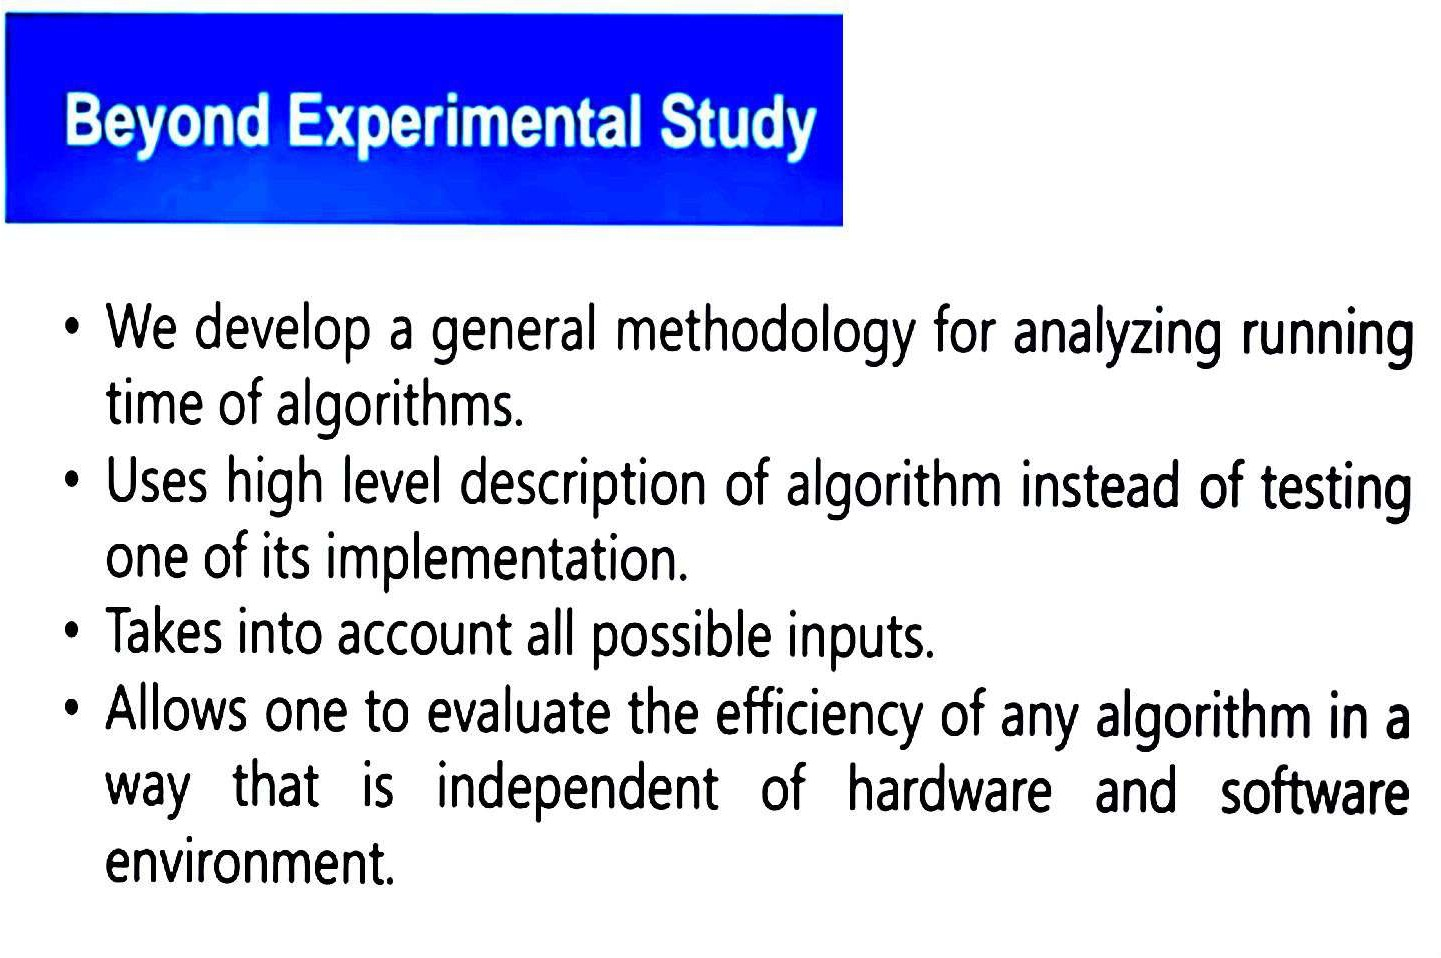 Beyond Experimental Study
• We develop a general methodology for analyzing running
time of algorithms.
• Uses high level description of algorithm instead of testing
one of its implementation.
• Takes into account all possible inputs.
• Allows one to evaluate the efficiency of any algorithm in a
way that is independent of hardware and software
environment.